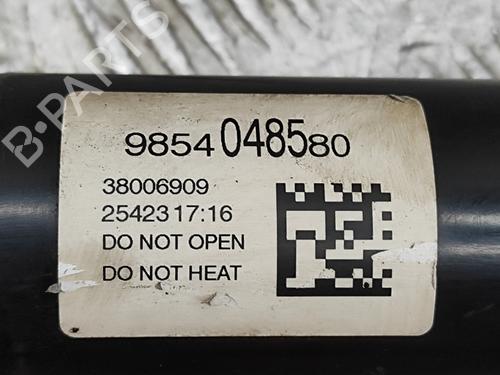 B-PARTS
9854048580
38006909
25423 17:16
DO NOT OPEN
DO NOT HEAT